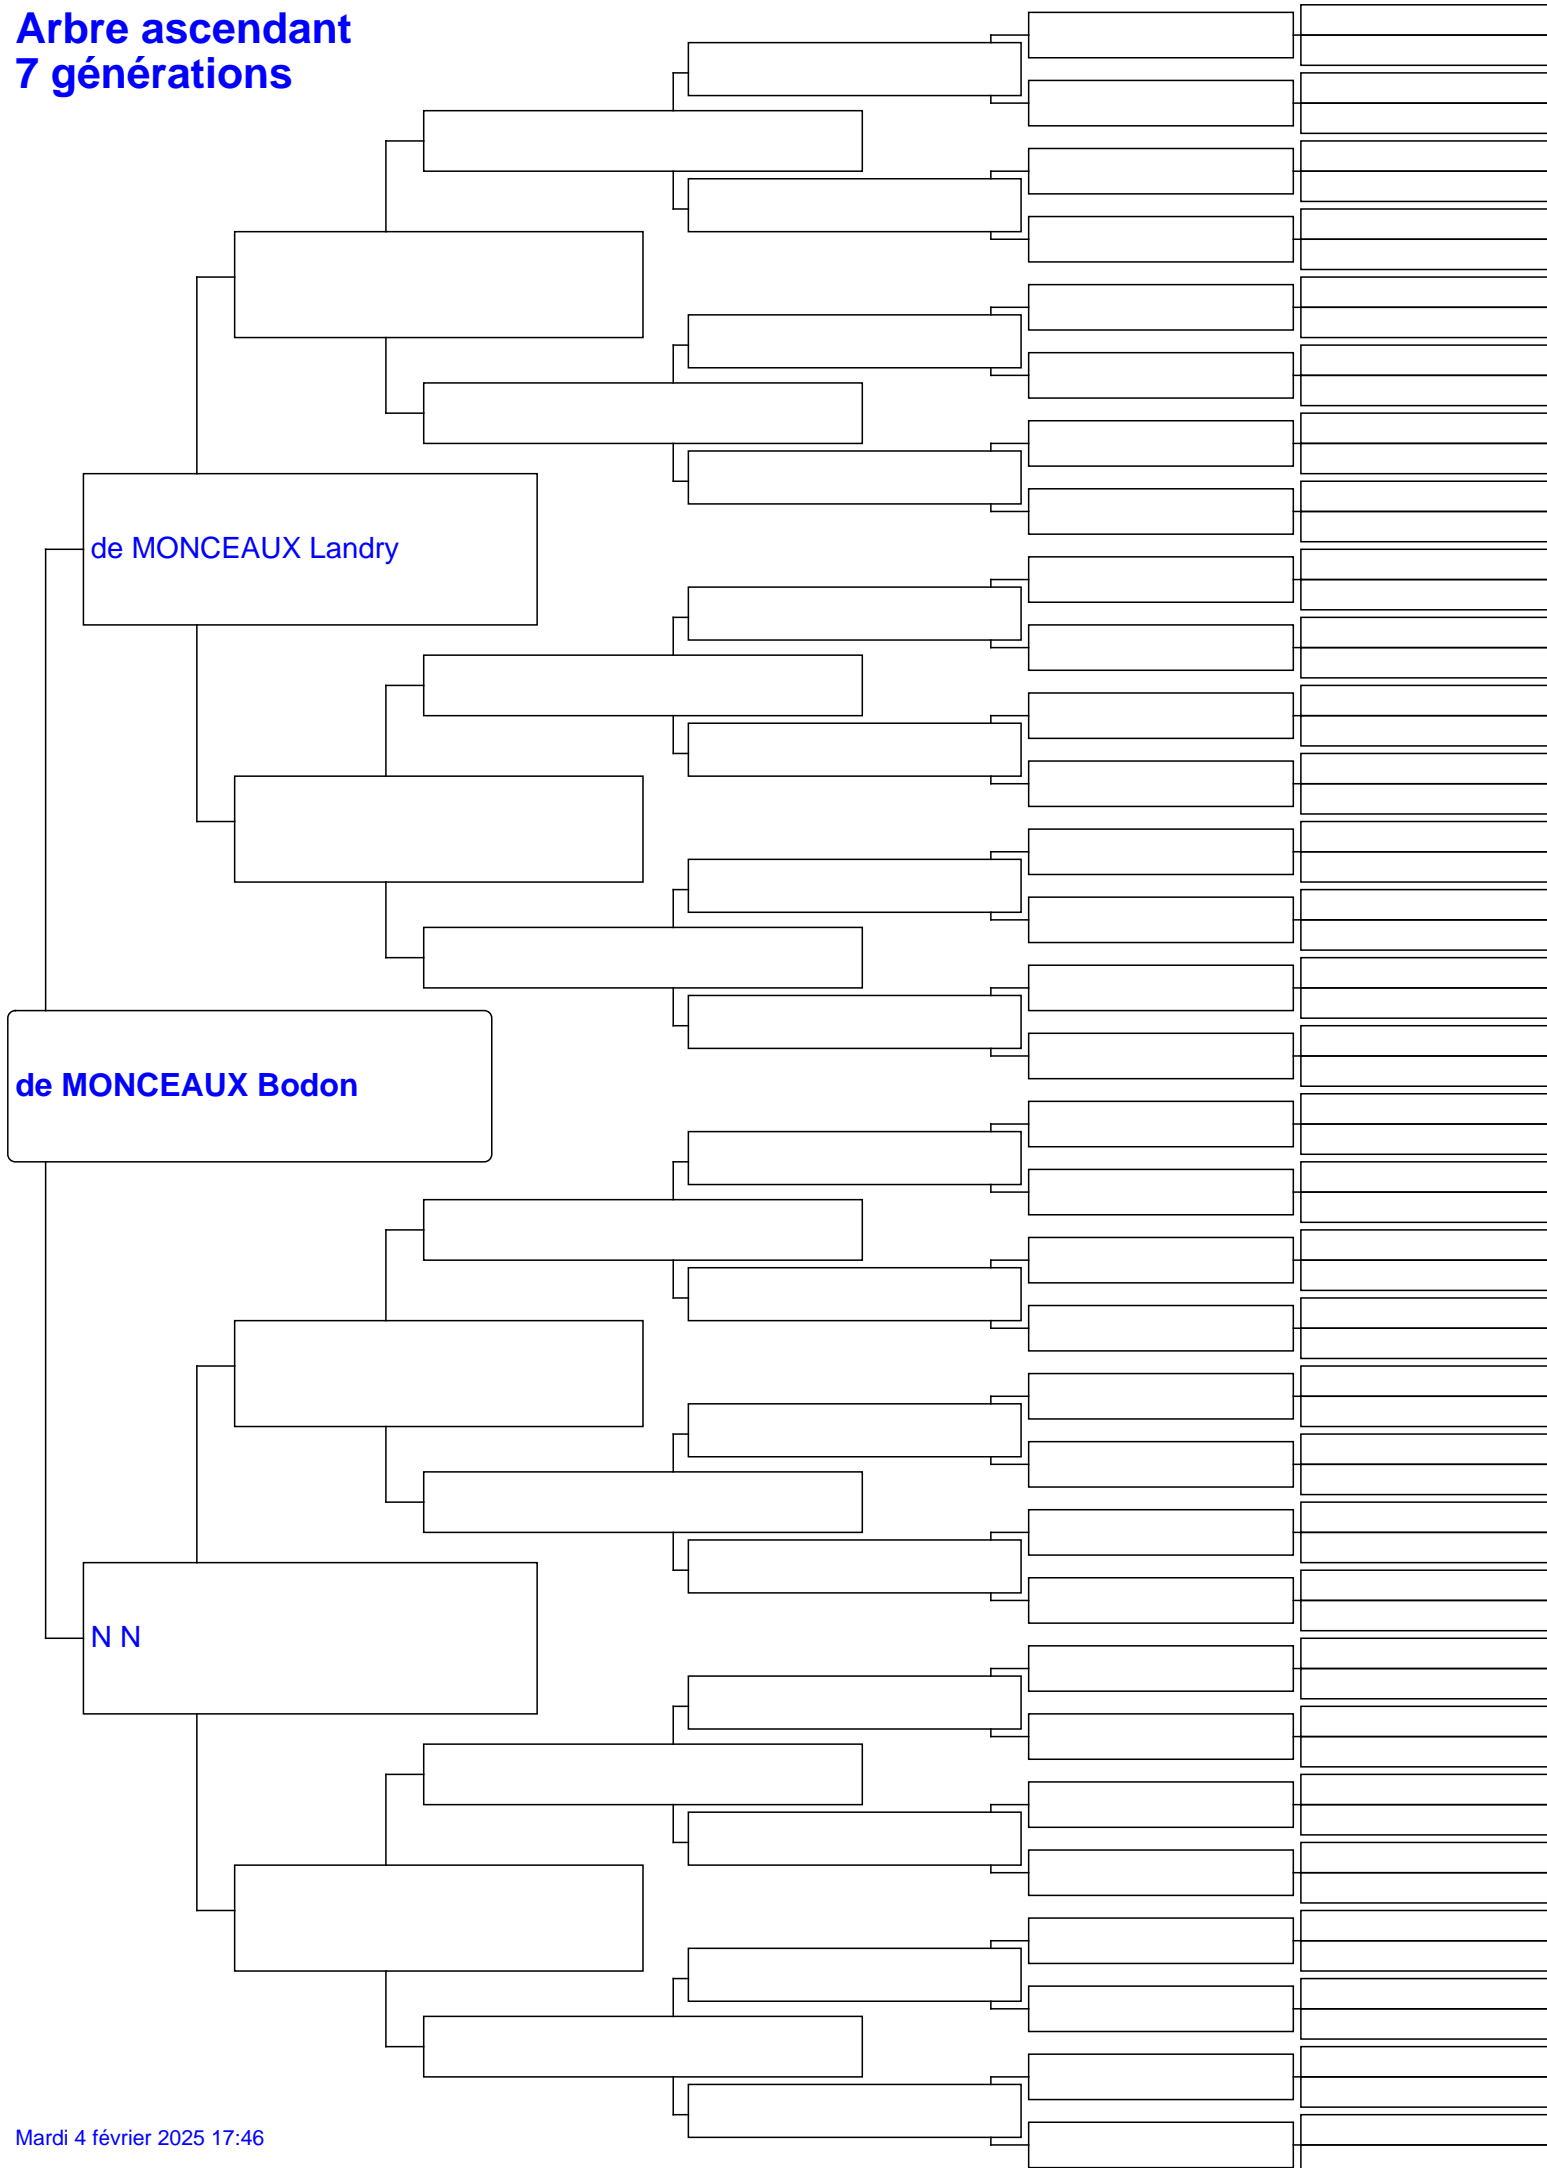 Arbre ascendant
7 générations
de MONCEAUX Landry
de MONCEAUX Bodon
N N
Mardi 4 février 2025 17:46